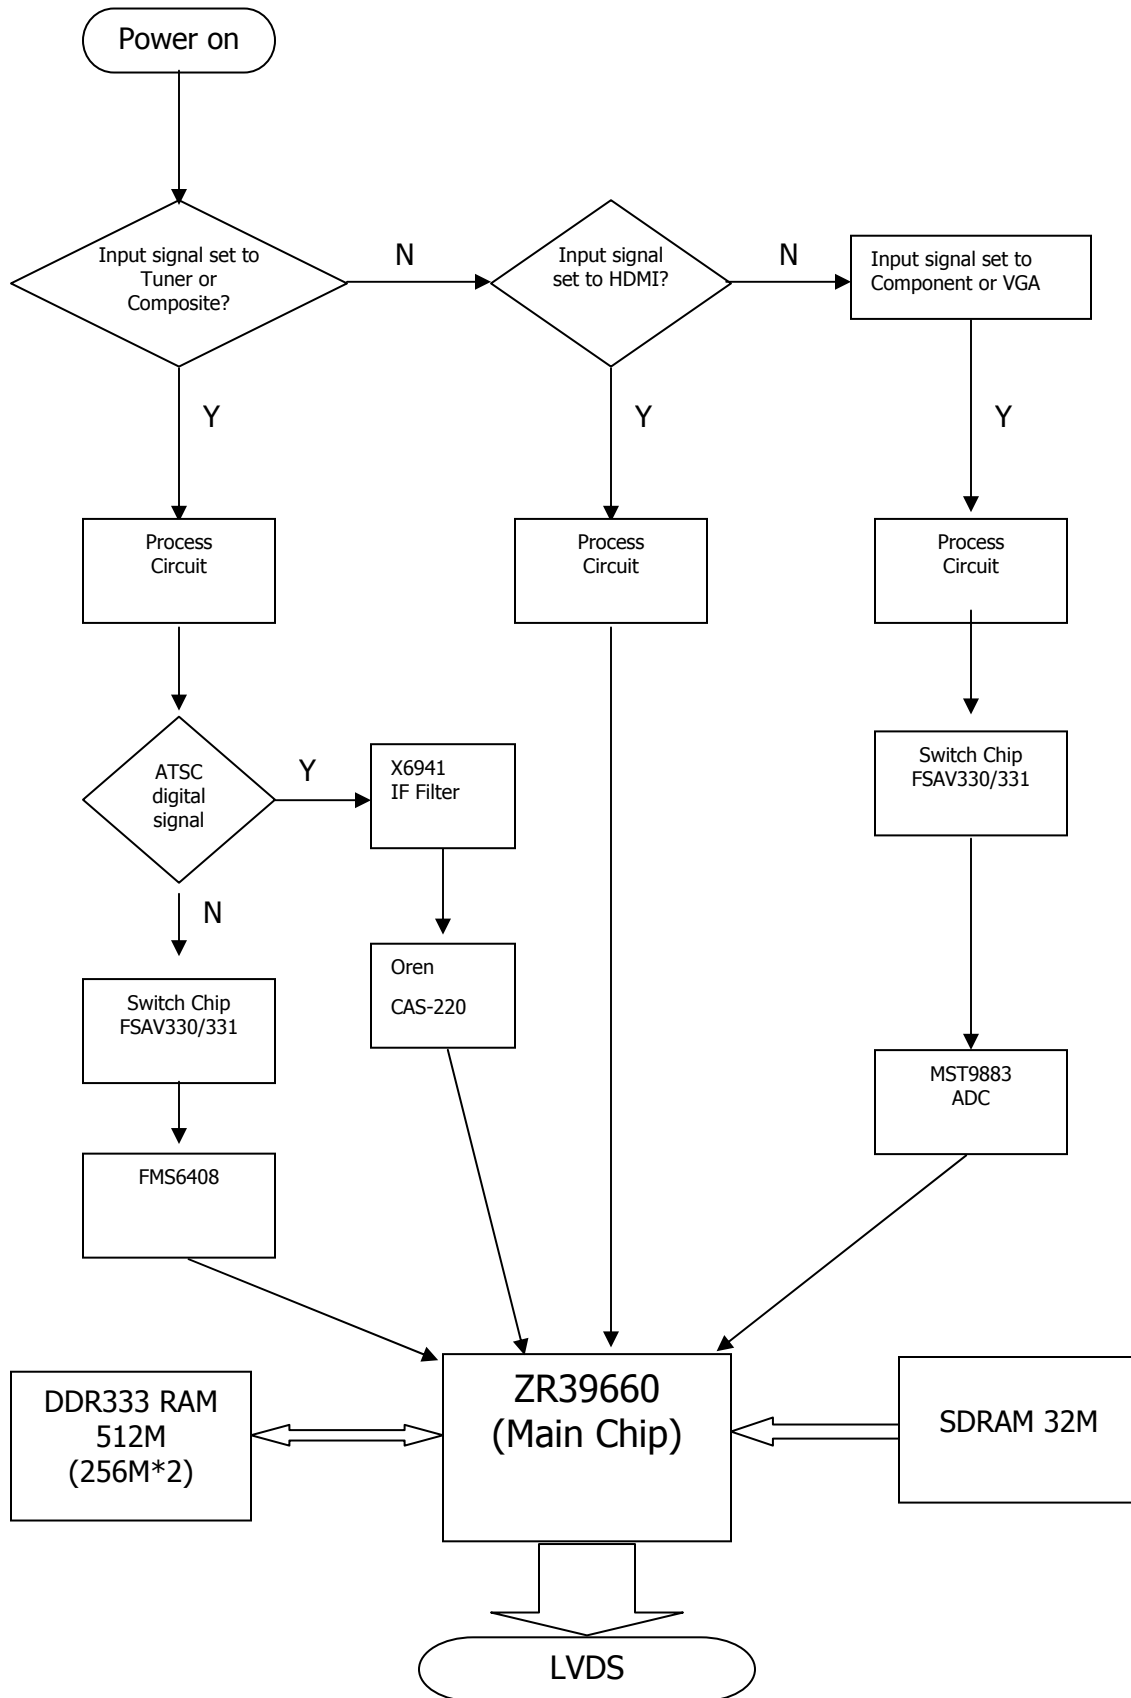 Power on
Input signal set to
Tuner or
Composite?
N
Input signal
set to HDMI?
N
Input signal set to
Component or VGA
Y
Y
Y
Process
Circuit
Process
Circuit
Process
Circuit
ATSC
digital
signal
Y
X6941
IF Filter
Switch Chip
FSAV330/331
N
Oren
CAS-220
Switch Chip
FSAV330/331
MST9883
ADC
FMS6408
DDR333 RAM
512M
(256M*2)
ZR39660
(Main Chip)
SDRAM 32M
LVDS